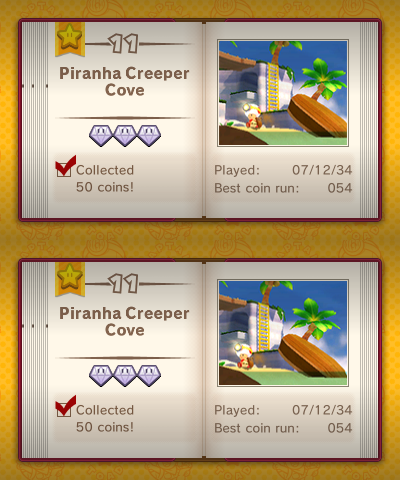 11
Piranha Creeper
Cove
Collected
50 coins!
Played: 07/12/34
Best coin run: 054
11
Piranha Creeper
Cove
Collected
50 coins!
Played: 07/12/34
Best coin run: 054